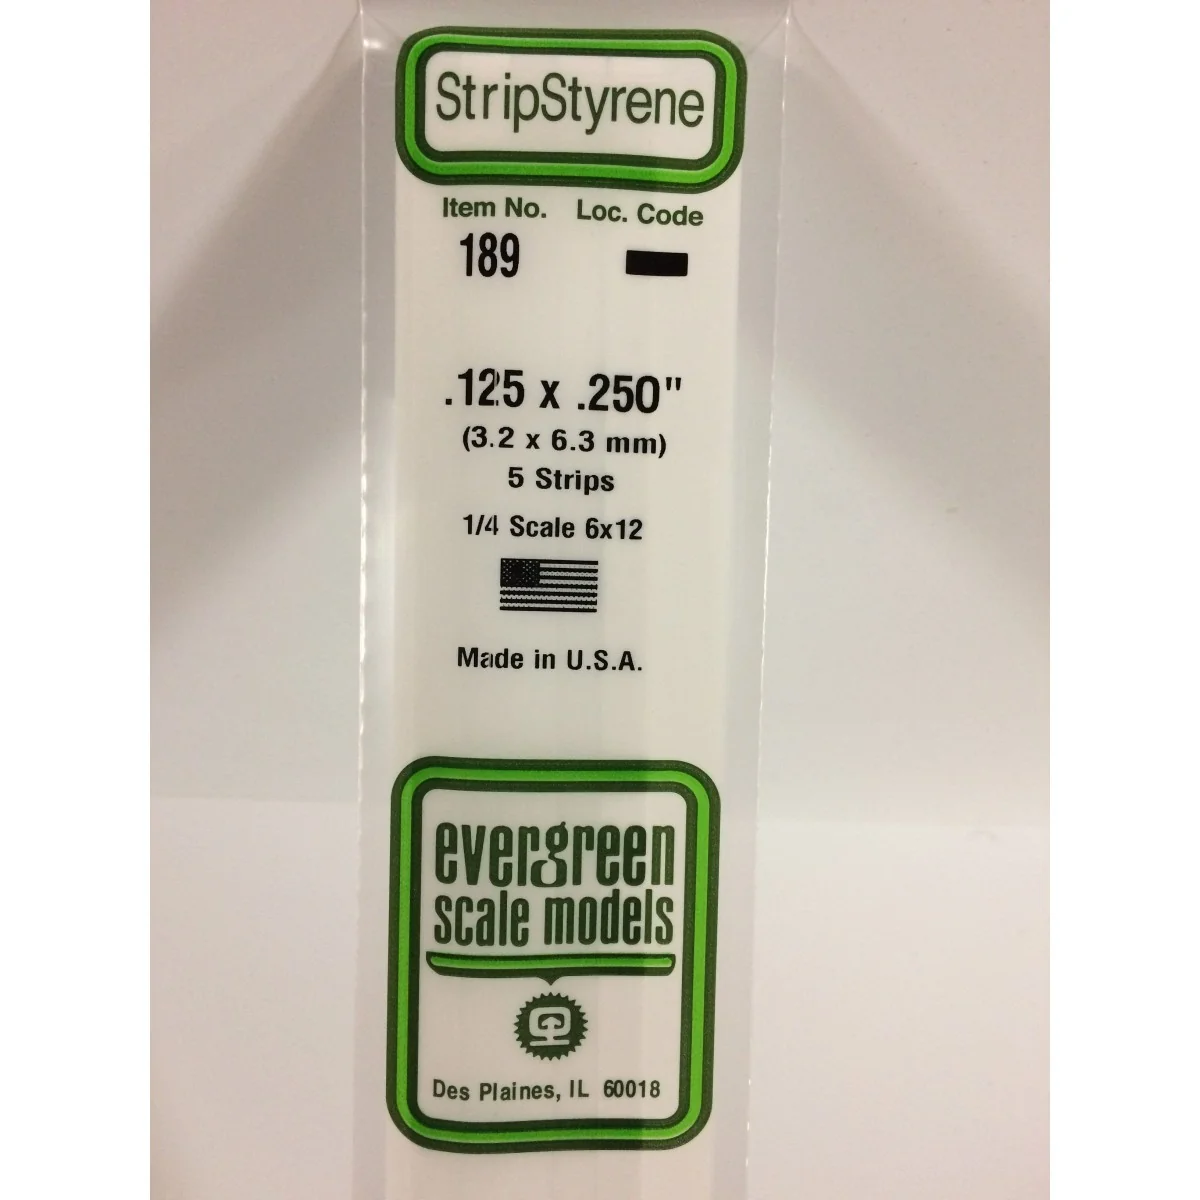 StripStyrene
Item No. Loc. Code
189
.125 x .250"
(3.2 x 6.3 mm)
5 Strips
1/4 Scale 6x12
Made in U.S.A.
evergreen
scale models
Des Plaines, IL 60018